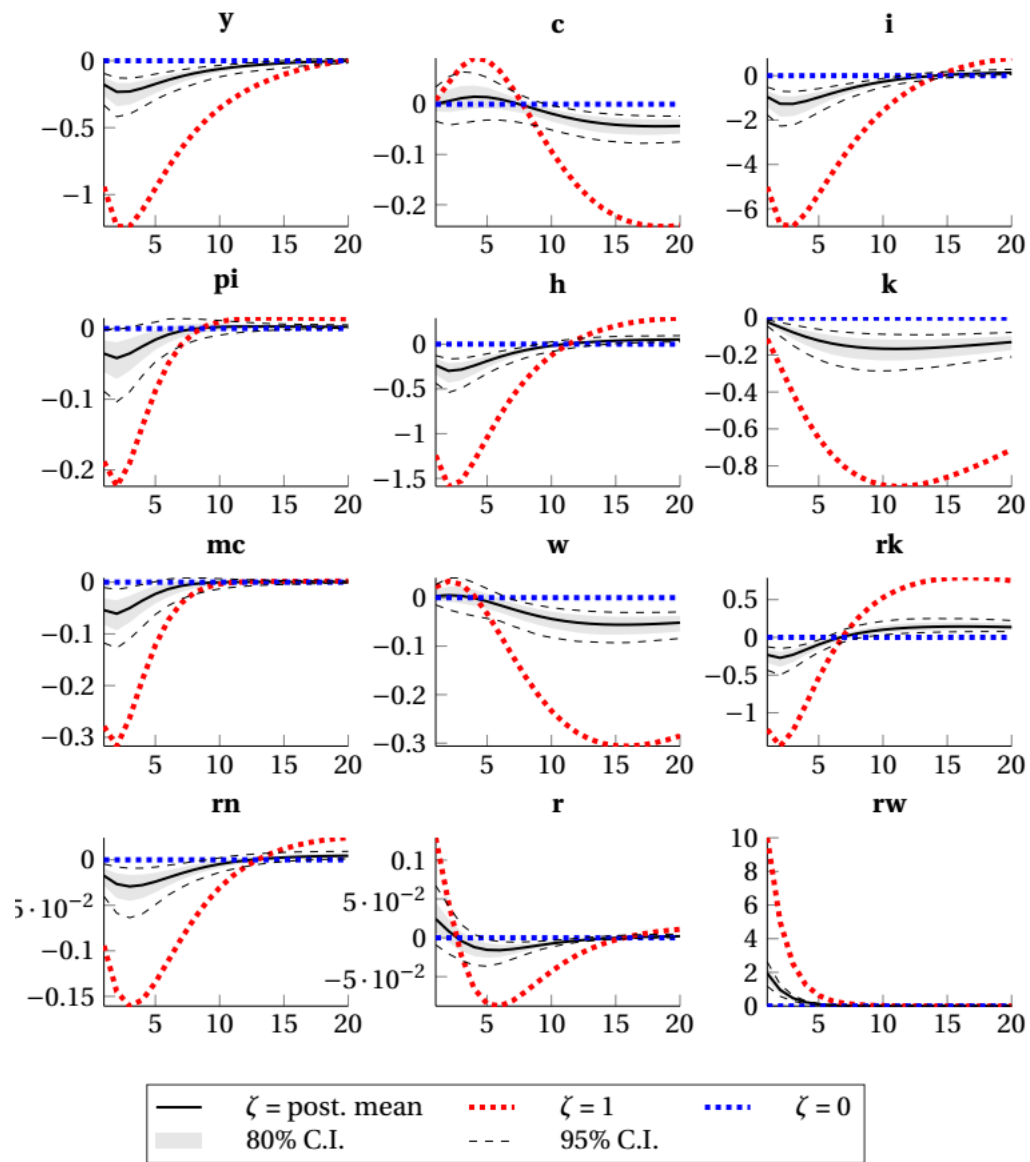 y c i
0 −0.5 −1
5 10 15 20
0 −0.1 −0.2
5 10 15 20
0 −2 −4 −6
5 10 15 20
pi h k
0 −0.1 −0.2
5 10 15 20
0 −0.5 −1 −1.5
5 10 15 20
0 −0.2 −0.4 −0.6 −0.8
5 10 15 20
mc w rk
0 −0.1 −0.2 −0.3
5 10 15 20
0 −0.1 −0.2 −0.3
5 10 15 20
0.5 0 −0.5 −1
5 10 15 20
rn r rw
0 5 · 10−2 −0.1 −0.15
5 10 15 20
0.1 5 · 10−2 0 −5 · 10−2
5 10 15 20
10 8 6 4 2 0
5 10 15 20
ζ = post. mean ζ = 1 ζ = 0
80% C.I. 95% C.I.